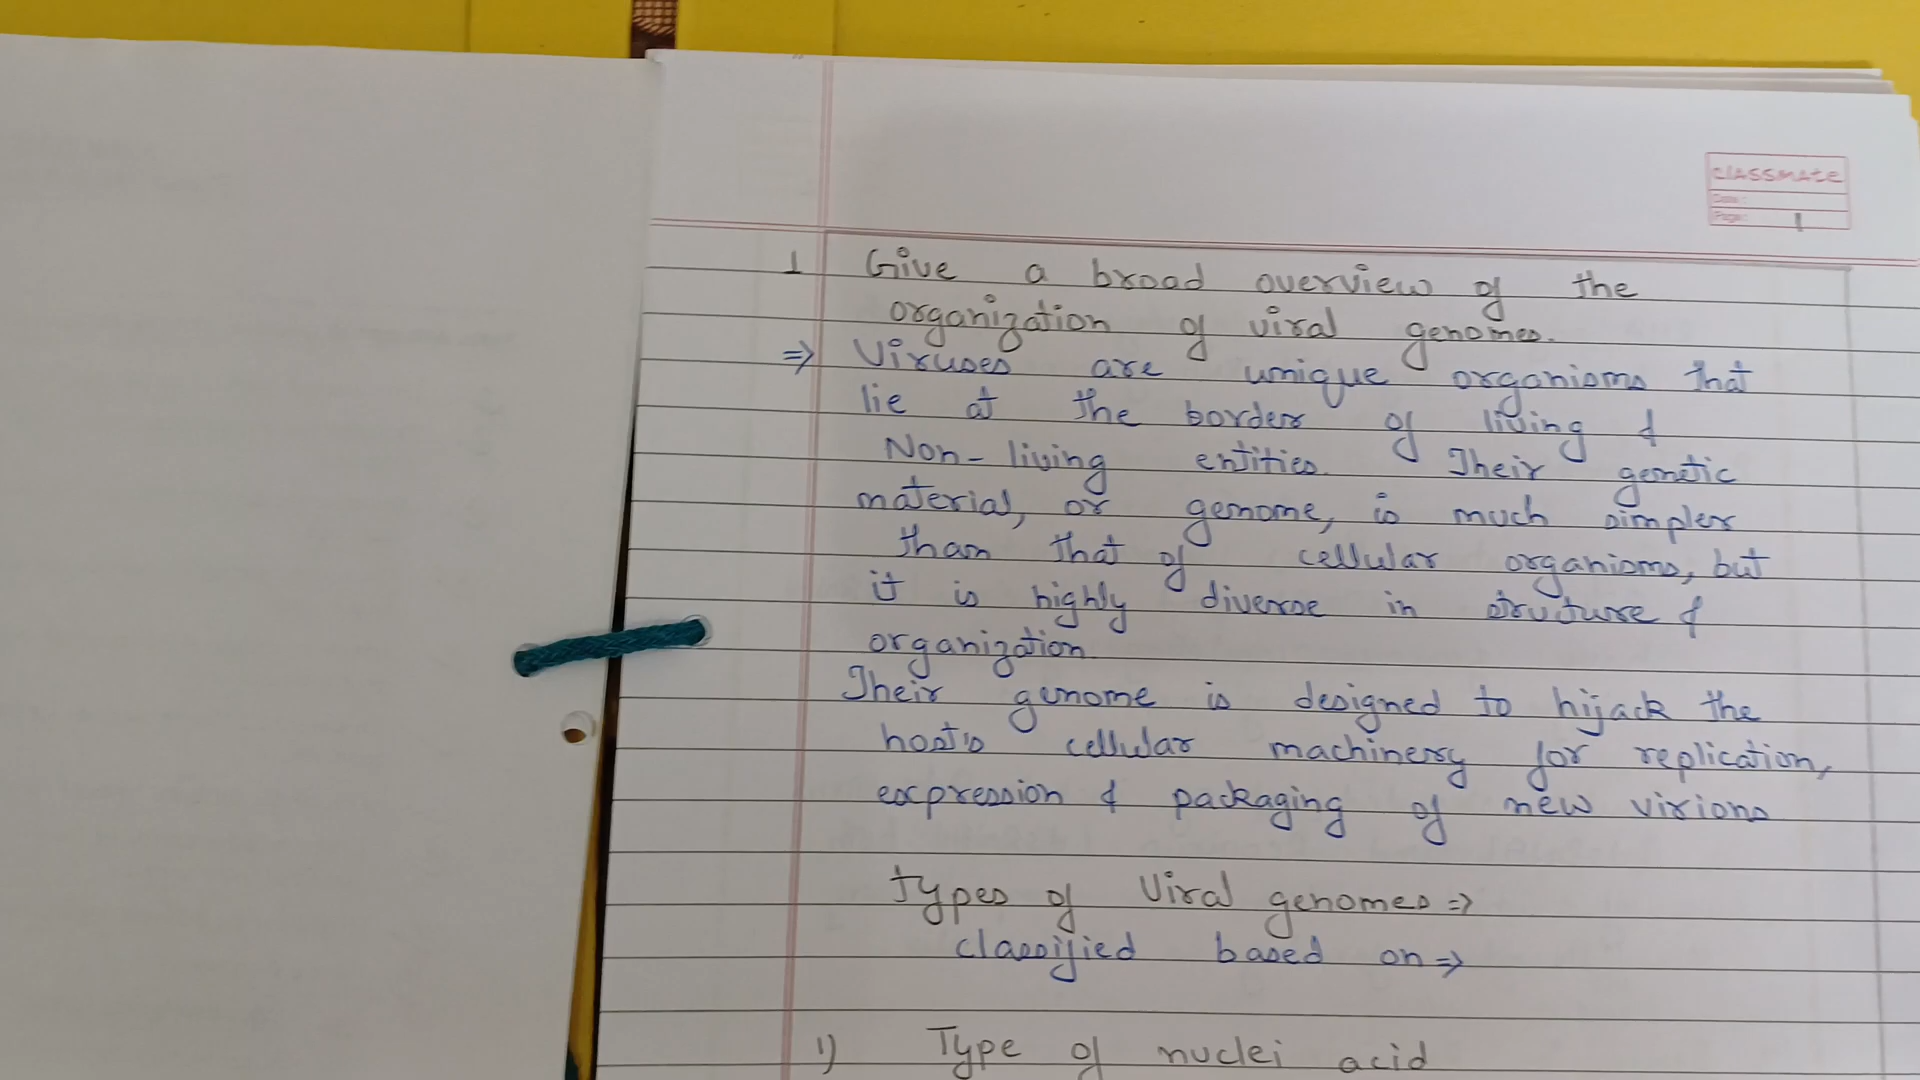 classmate
Date :
Page : 1
1 Give a broad overview of the
organization of viral genomes.
⇒ Viruses are unique organisms that
lie at the border of living &
Non-living entities. Their genetic
material, or genome, is much simpler
than that of cellular organisms, but
it is highly diverse in struture &
organization
Their genome is designed to hijack the
host's cellular machinery for replication,
expression & packaging of new virions
Types of Viral genomes ⇒
classified based on ⇒
1) Type of nuclei acid